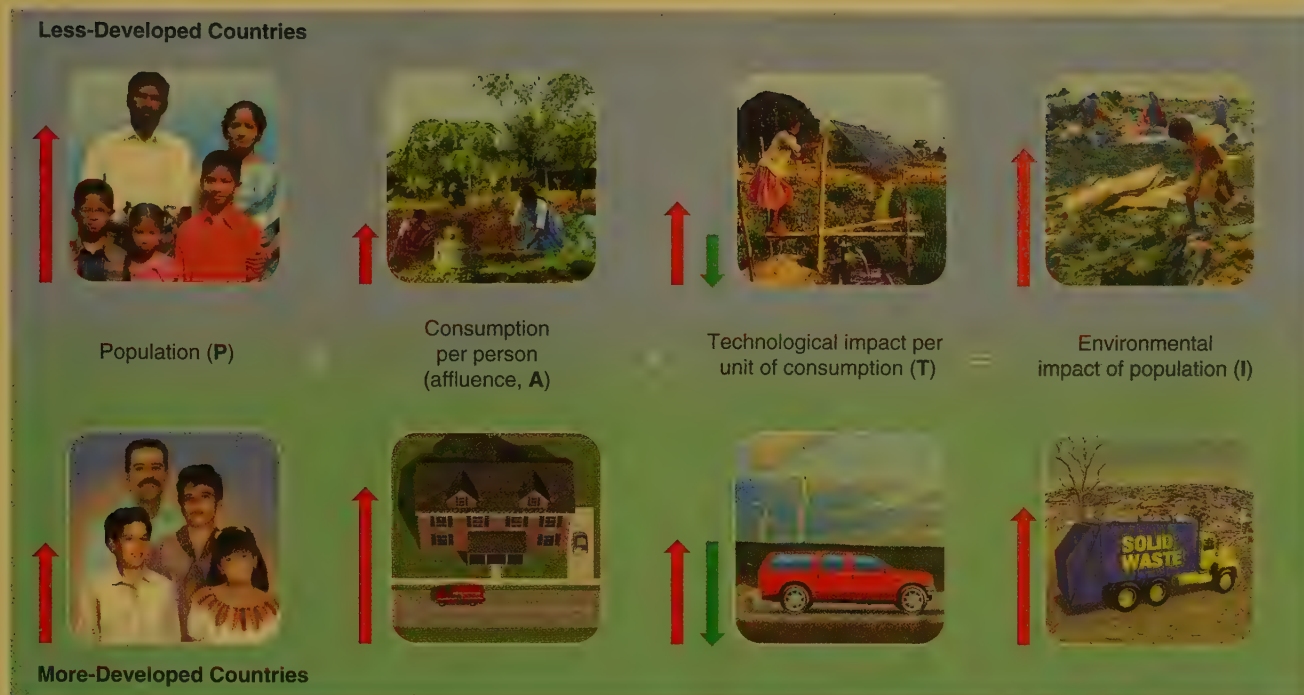 Less-Developed Countries
Population (P)
Consumption
per person
(affluence, A)
Technological impact per
unit of consumption (T)
=
Environmental
impact of population (I)
SOLID
WASTE
More-Developed Countries